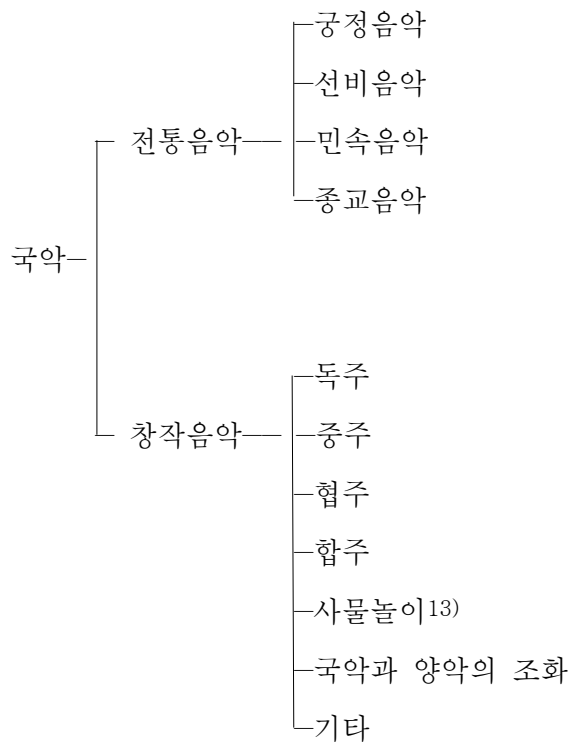 궁정음악
선비음악
전통음악 민속음악
종교음악
국악
독주
창작음악 중주
협주
합주
사물놀이13)
국악과 양악의 조화
기타